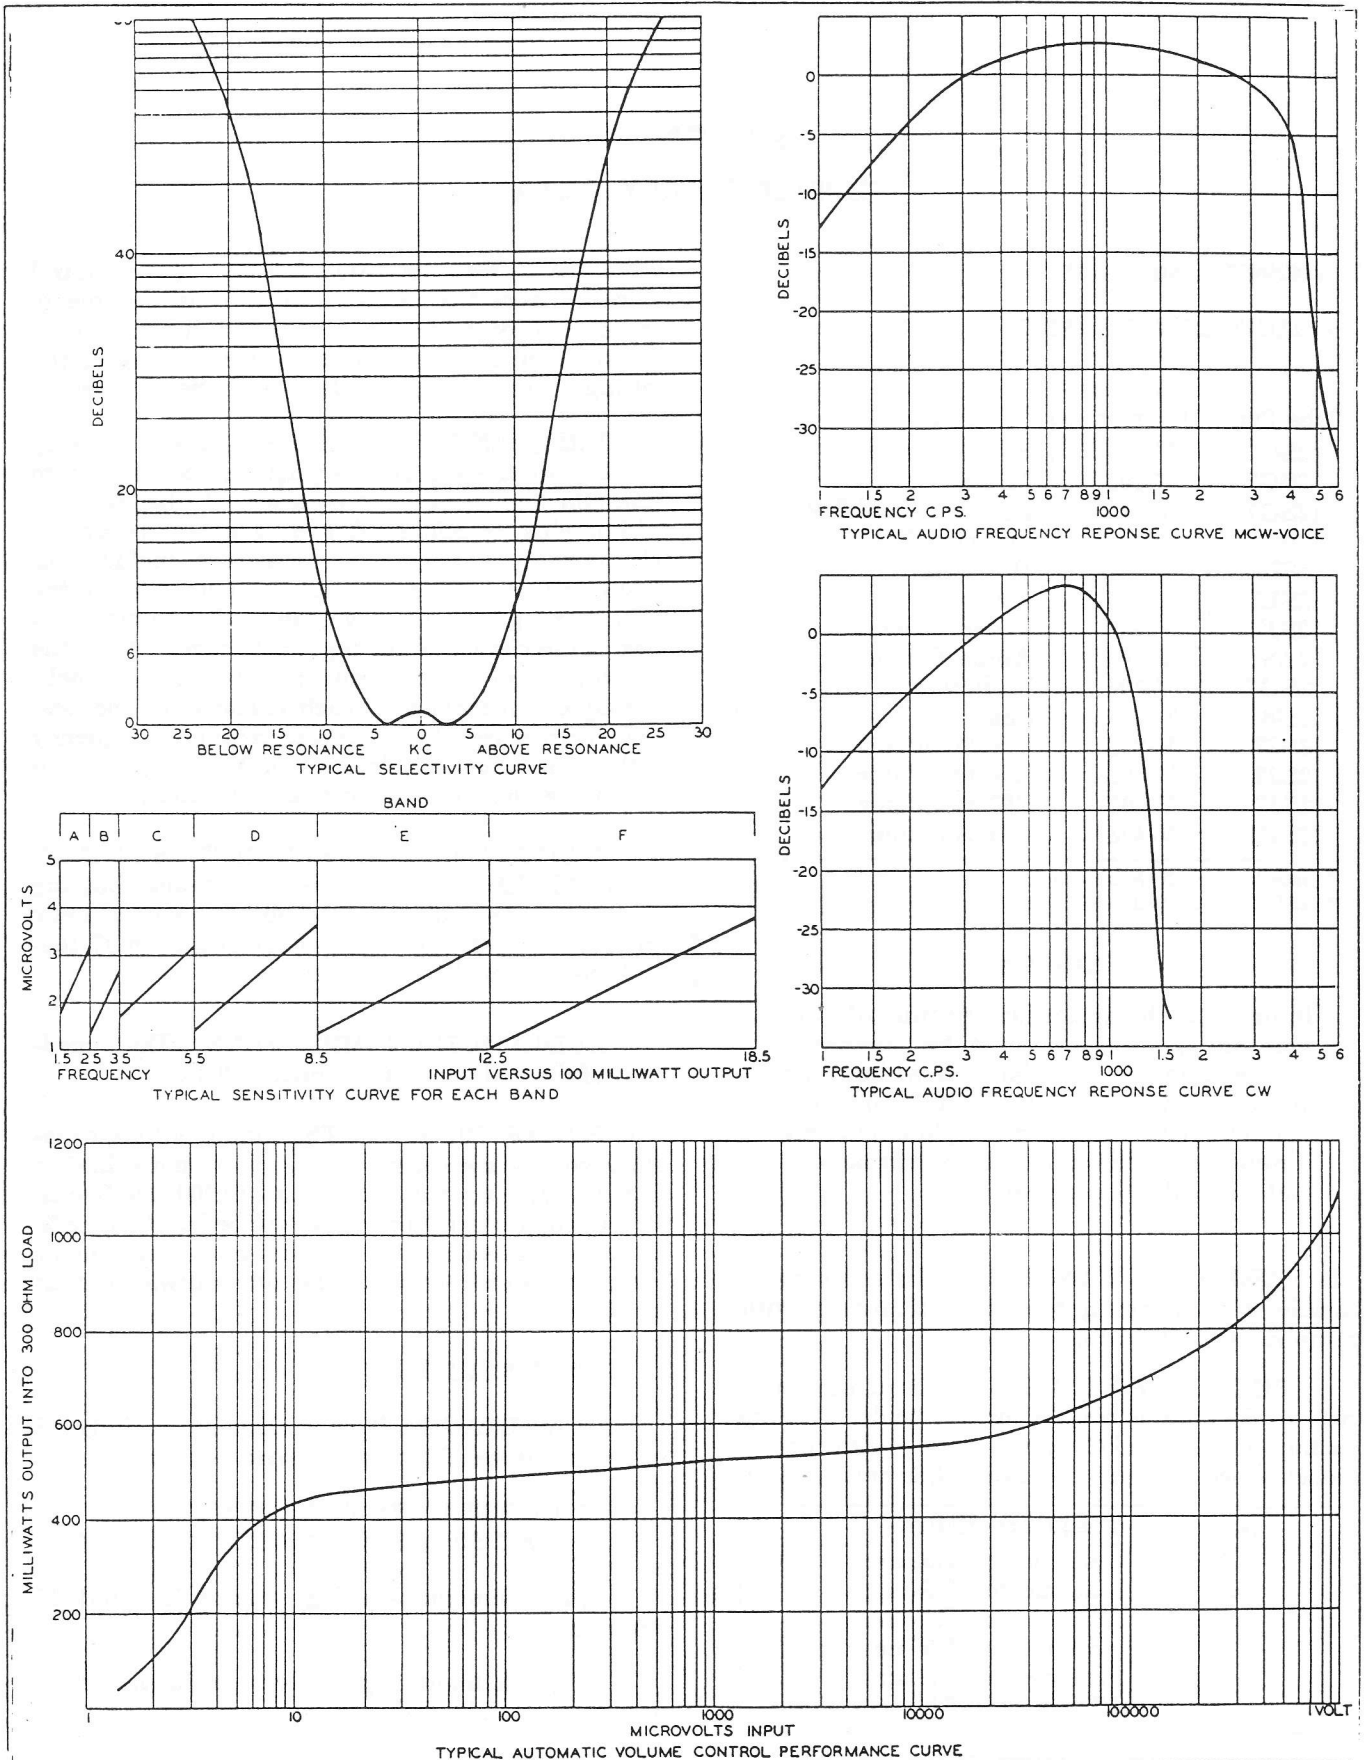 40
20
6
0
DECIBELS
30 25 20 10 5 0 5 10 15 20 25 30
BELOW RESONANCE KC ABOVE RESONANCE
TYPICAL SELECTIVITY CURVE
0
-5
-10
-15
-20
-25
-30
DECIBELS
1 1.5 2 3 4 5 6 7 8 9 1 1.5 2 3 4 5 6
FREQUENCY C.P.S. 1000
TYPICAL AUDIO FREQUENCY REPONSE CURVE MCW-VOICE
BAND
A B C D E F
5
4
3
2
1
MICROVOLTS
1.5 2.5 3.5 5.5 8.5 12.5 18.5
FREQUENCY INPUT VERSUS 100 MILLIWATT OUTPUT
TYPICAL SENSITIVITY CURVE FOR EACH BAND
0
-5
-10
-15
-20
-25
-30
DECIBELS
1 1.5 2 3 4 5 6 7 8 9 1 1.5 2 3 4 5 6
FREQUENCY C.P.S. 1000
TYPICAL AUDIO FREQUENCY REPONSE CURVE CW
1200
1000
800
600
400
200
MILLIWATTS OUTPUT INTO 300 OHM LOAD
1 10 100 1000 10000 100000 1 VOLT
MICROVOLTS INPUT
TYPICAL AUTOMATIC VOLUME CONTROL PERFORMANCE CURVE